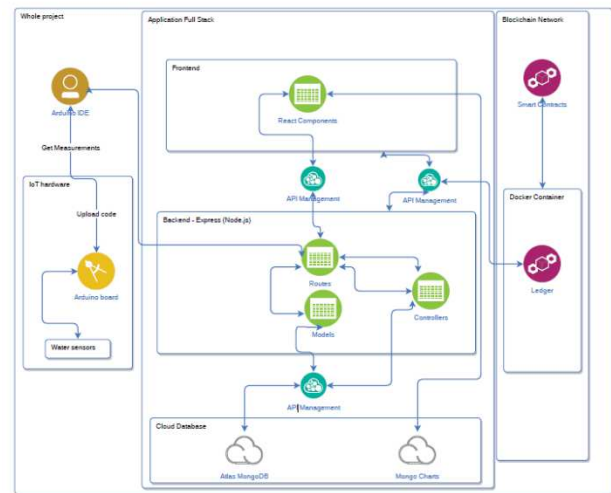 Whole project
Application Full Stack
Blockchain Network
Frontend
React Components
Arduino IDE
Smart Contracts
Get Measurements
API Management
API Management
IoT hardware
Docker Container
Upload code
Backend - Express (Node.js)
Routes
Arduino board
Ledger
Controllers
Models
Water sensors
API Management
Cloud Database
Atlas MongoDB
Mongo Charts